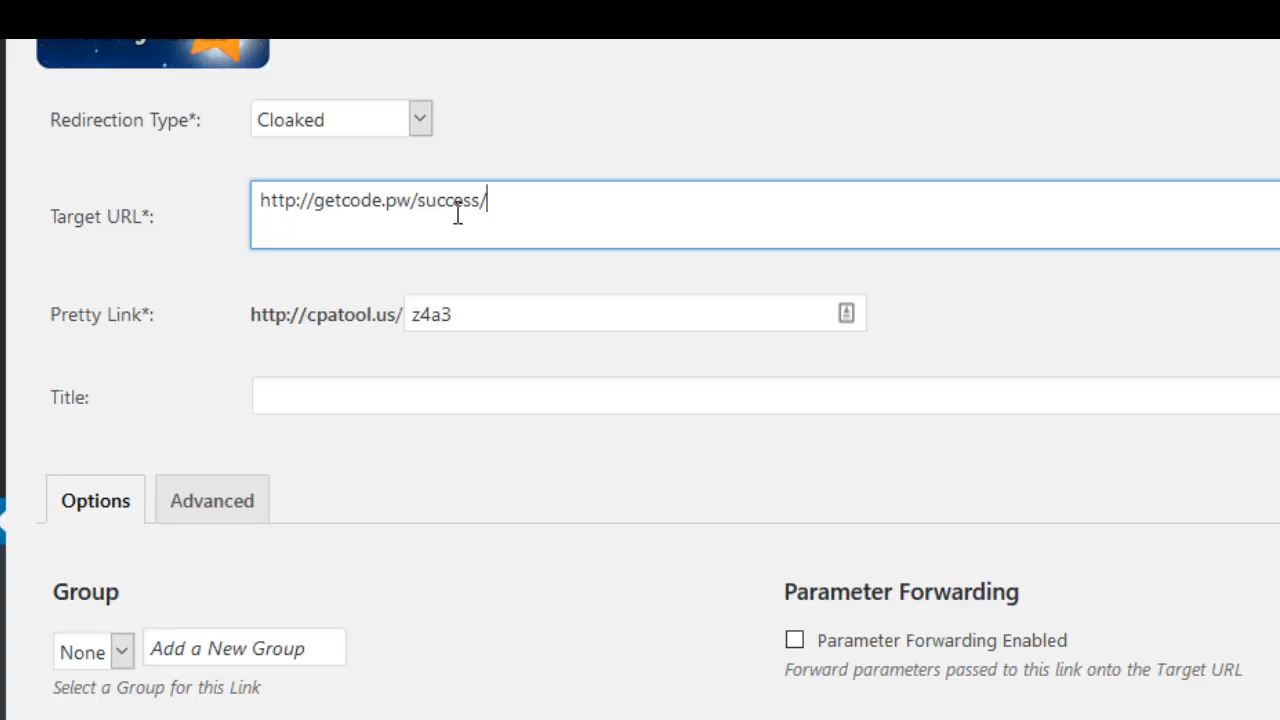 Redirection Type*:
Cloaked
Target URL*:
http://getcode.pw/success/
Pretty Link*:
http://cpatool.us/
z4a3
Title:
Options
Advanced
Group
Parameter Forwarding
None
Add a New Group
Parameter Forwarding Enabled
Select a Group for this Link
Forward parameters passed to this link onto the Target URL